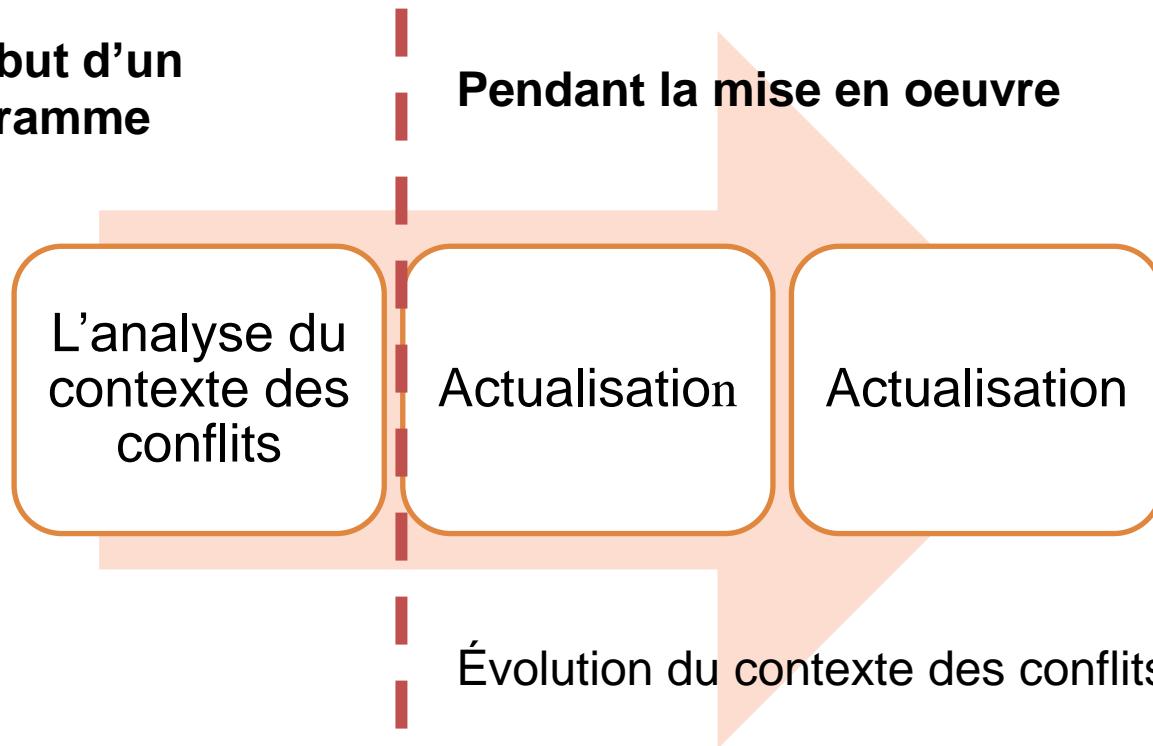 but d’un
ramme
Pendant la mise en oeuvre
L’analyse du
contexte des
conflits
Actualisation
Actualisation
Évolution du contexte des conflits